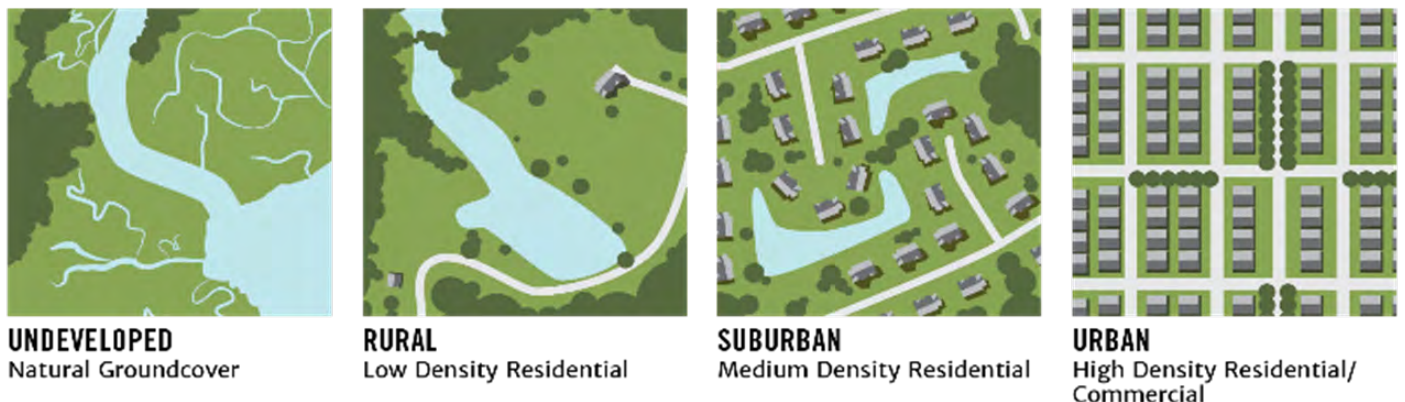 UNDEVELOPED
Natural Groundcover
RURAL
Low Density Residential
SUBURBAN
Medium Density Residential
URBAN
High Density Residential/
Commercial